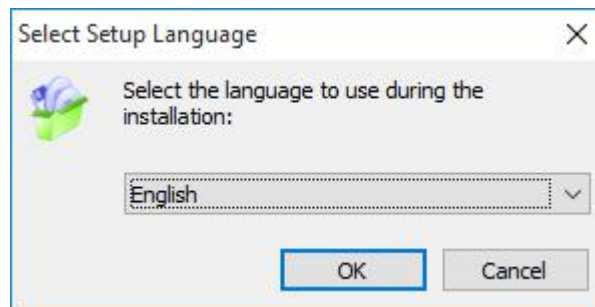 Select Setup Language
Select the language to use during the
installation:
English
OK
Cancel